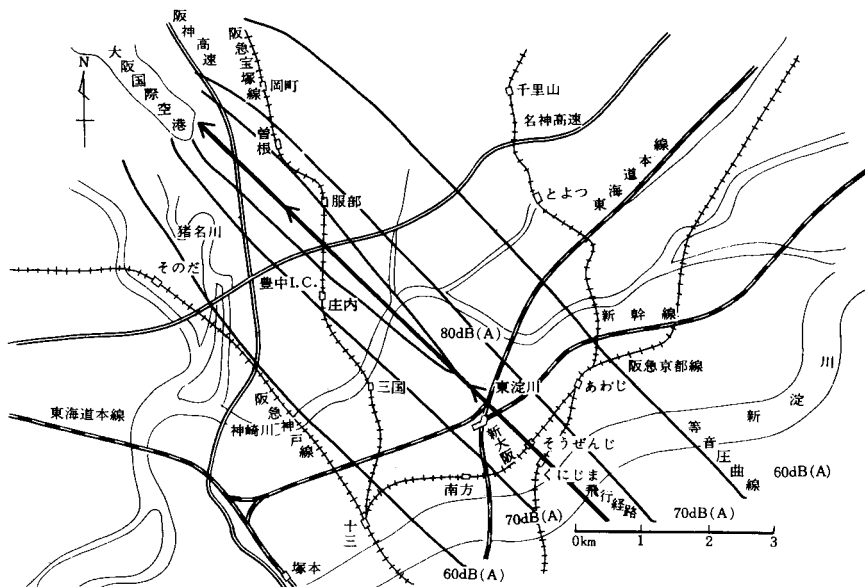 大阪国際空港
阪神高速
阪急宝塚線
N
岡町
曽根
服部
千里山
名神高速
とよつ
東海道本線
猪名川
そのだ
豊中I.C.
庄内
80dB(A)
新幹線
阪急京都線
東海道本線
神崎川
阪急神戸線
三国
東淀川
あわじ
新大阪
そうぜんじ
くにじま
等音圧曲線
新淀川
南方
飛行経路
十三
塚本
60dB(A)
70dB(A)
70dB(A)
60dB(A)
0km 1 2 3